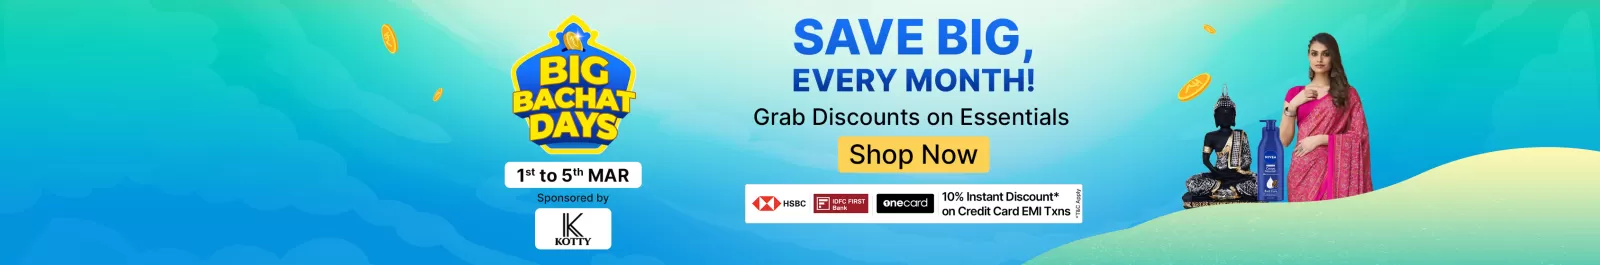 BIG
BACHAT
DAYS
1st to 5th MAR
Sponsored by
K
KOTTY
SAVE BIG,
EVERY MONTH!
Grab Discounts on Essentials
Shop Now
HSBC
IDFC FIRST
Bank
onecard
10% Instant Discount*
on Credit Card EMI Txns
*T&C Apply
NIVEA